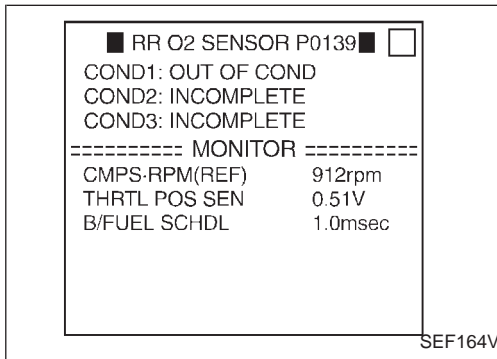 RR O2 SENSOR P0139
COND1: OUT OF COND
COND2: INCOMPLETE
COND3: INCOMPLETE
========== MONITOR ==========
CMPS·RPM(REF) 912rpm
THRTL POS SEN 0.51V
B/FUEL SCHDL 1.0msec
SEF164V